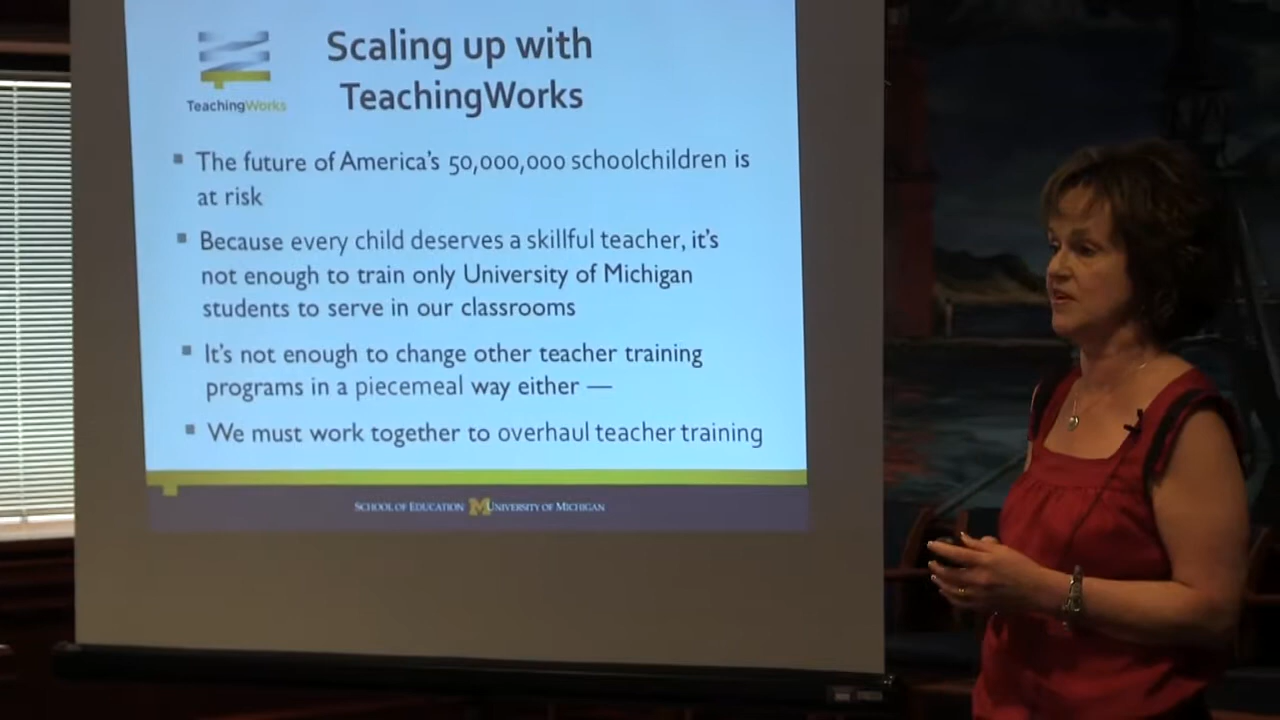 Scaling up with
TeachingWorks
TeachingWorks
The future of America's 50,000,000 schoolchildren is
at risk
Because every child deserves a skillful teacher, it's
not enough to train only University of Michigan
students to serve in our classrooms
It's not enough to change other teacher training
programs in a piecemeal way either —
We must work together to overhaul teacher training
SCHOOL OF EDUCATION M UNIVERSITY OF MICHIGAN